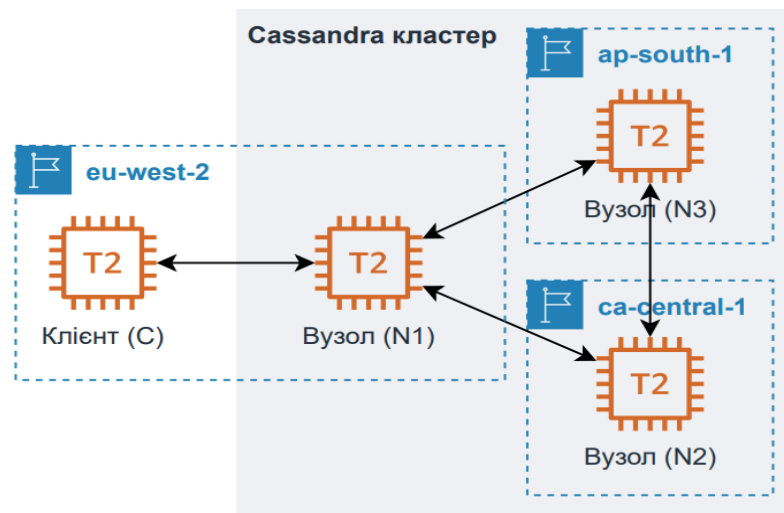 Cassandra кластер
ap-south-1
T2
Вузол (N3)
eu-west-2
T2
Клієнт (C)
T2
Вузол (N1)
ca-central-1
T2
Вузол (N2)